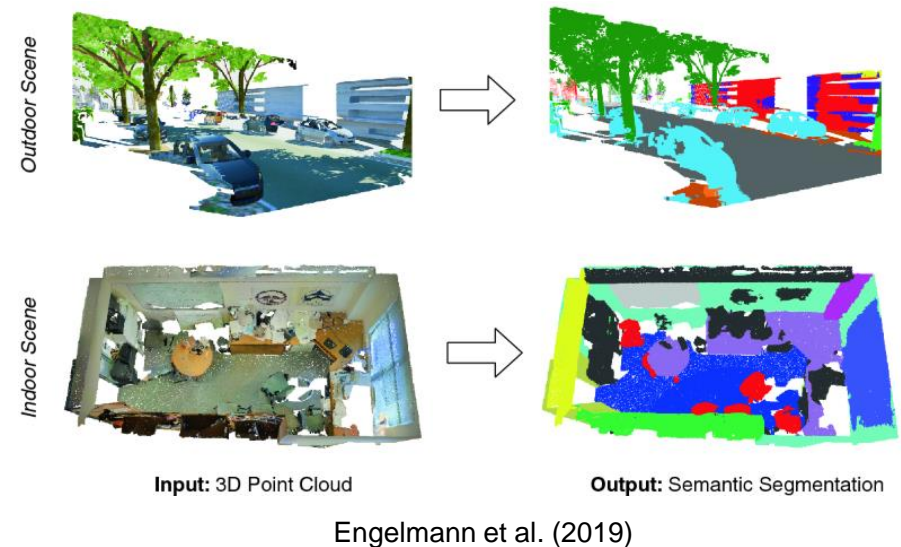 Outdoor Scene
Indoor Scene
Input: 3D Point Cloud
Output: Semantic Segmentation
Engelmann et al. (2019)